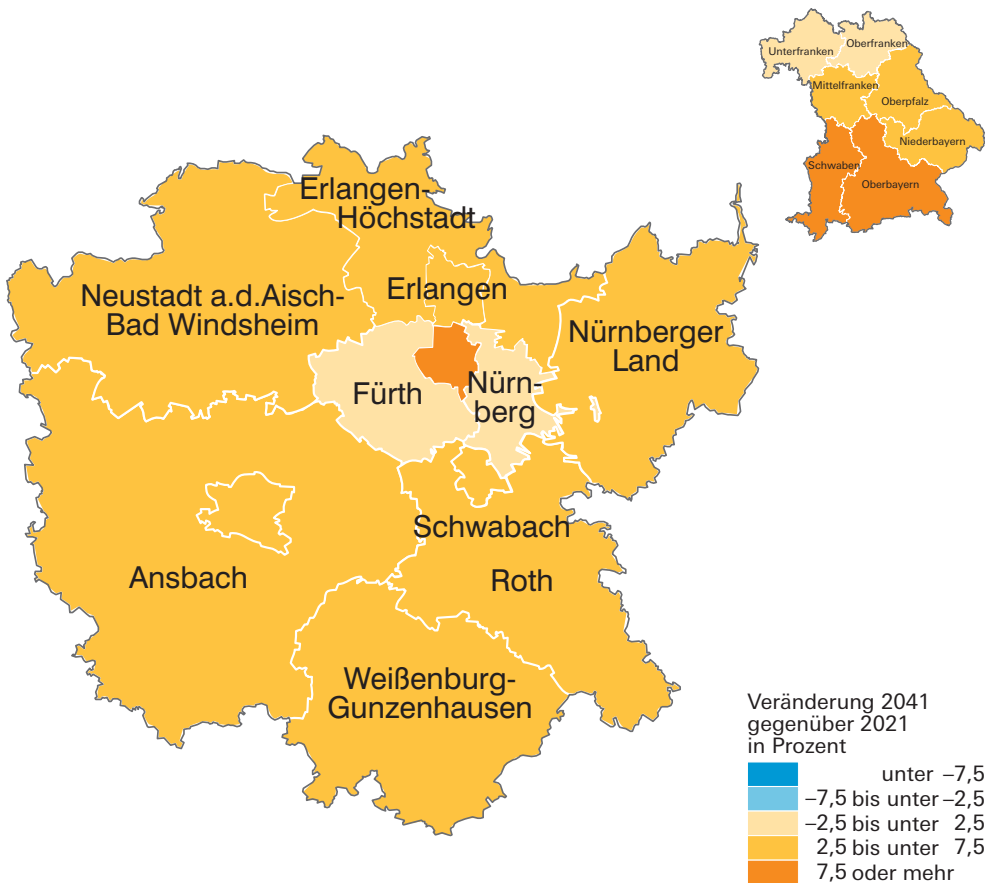 Unterfranken
Oberfranken
Mittelfranken
Oberpfalz
Niederbayern
Schwaben
Oberbayern
Erlangen-
Höchstadt
Neustadt a.d.Aisch-
Bad Windsheim
Erlangen
Nürnberger
Land
Fürth
Nürn-
berg
Schwabach
Ansbach
Roth
Weißenburg-
Gunzenhausen
Veränderung 2041
gegenüber 2021
in Prozent
unter –7,5
–7,5 bis unter –2,5
–2,5 bis unter 2,5
2,5 bis unter 7,5
7,5 oder mehr